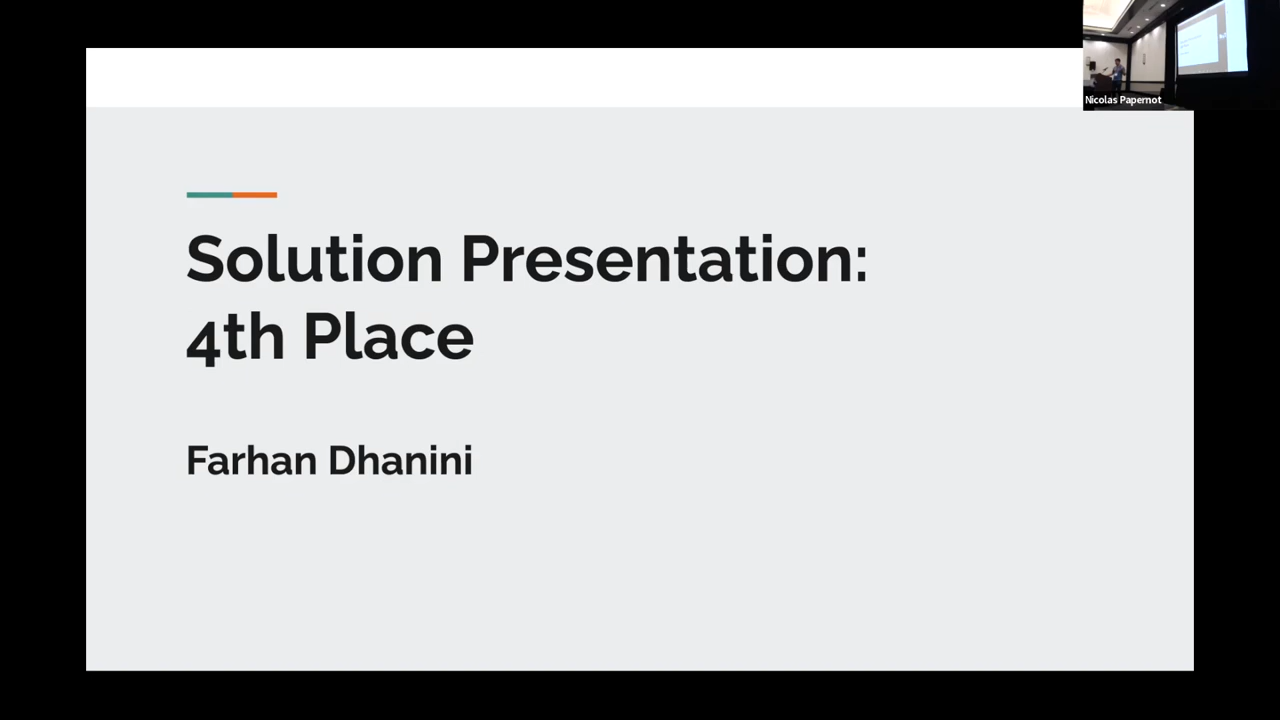 Nicolas Papernot
Solution Presentation:
4th Place
Farhan Dhanini